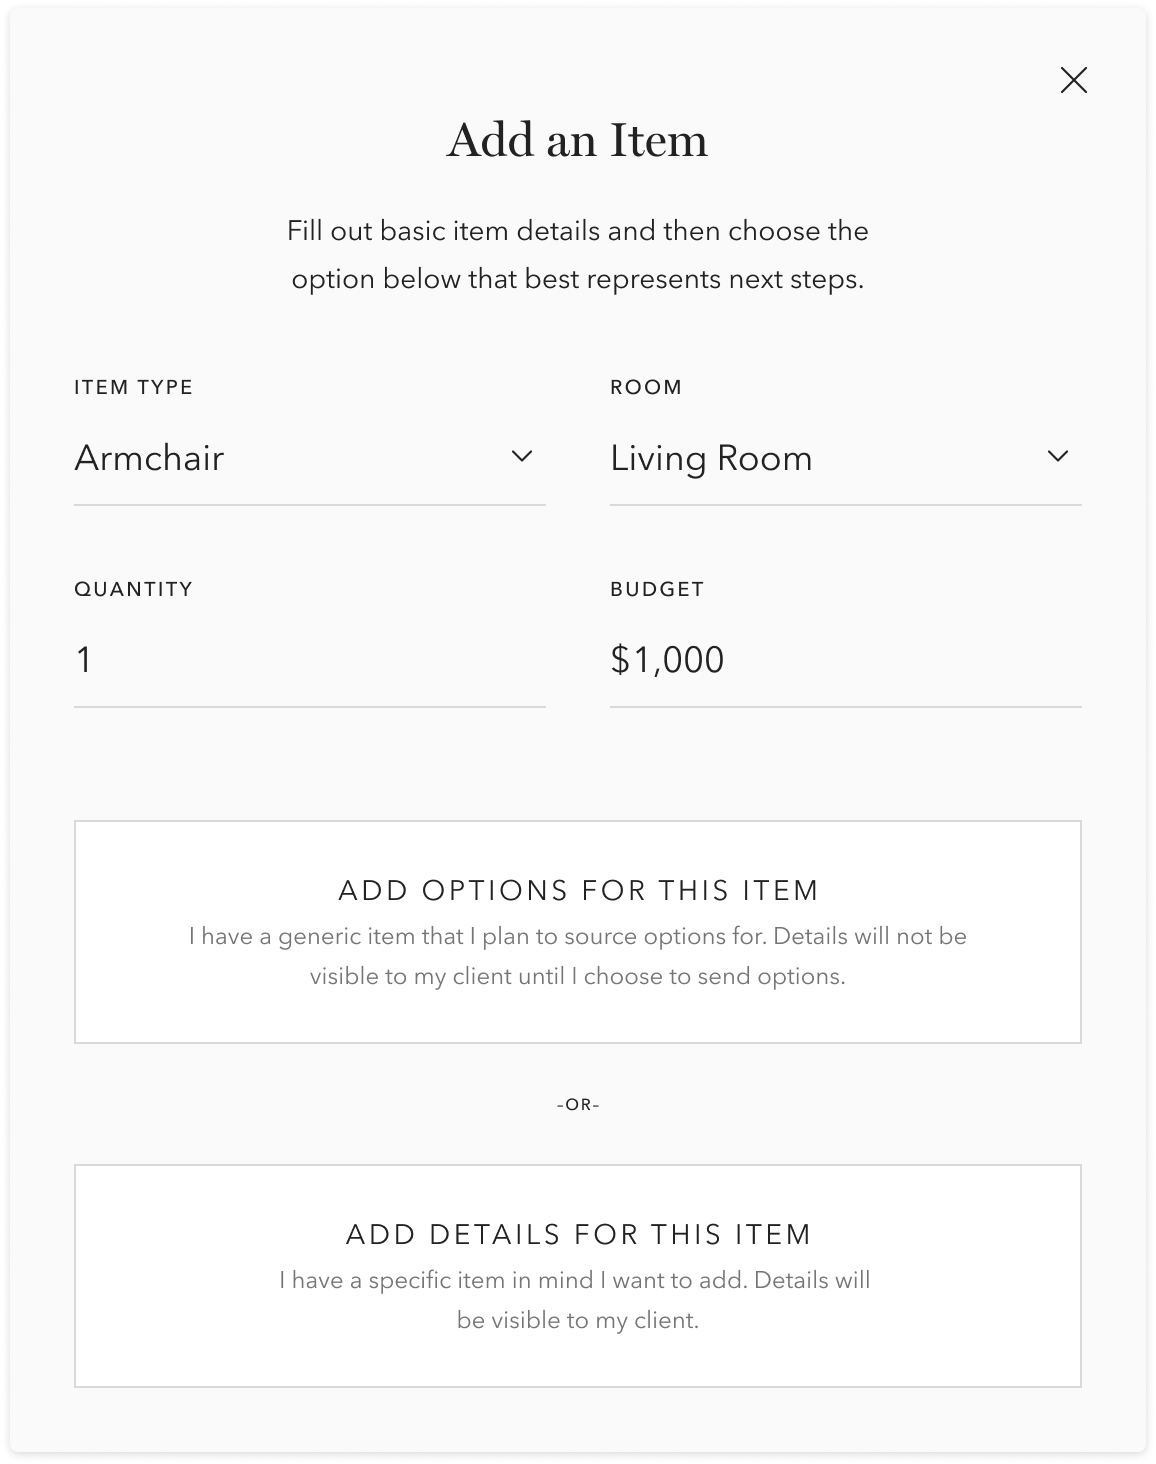 Add an Item
Fill out basic item details and then choose the
option below that best represents next steps.
ITEM TYPE
Armchair
ROOM
Living Room
QUANTITY
1
BUDGET
$1,000
ADD OPTIONS FOR THIS ITEM
I have a generic item that I plan to source options for. Details will not be
visible to my client until I choose to send options.
-OR-
ADD DETAILS FOR THIS ITEM
I have a specific item in mind I want to add. Details will
be visible to my client.